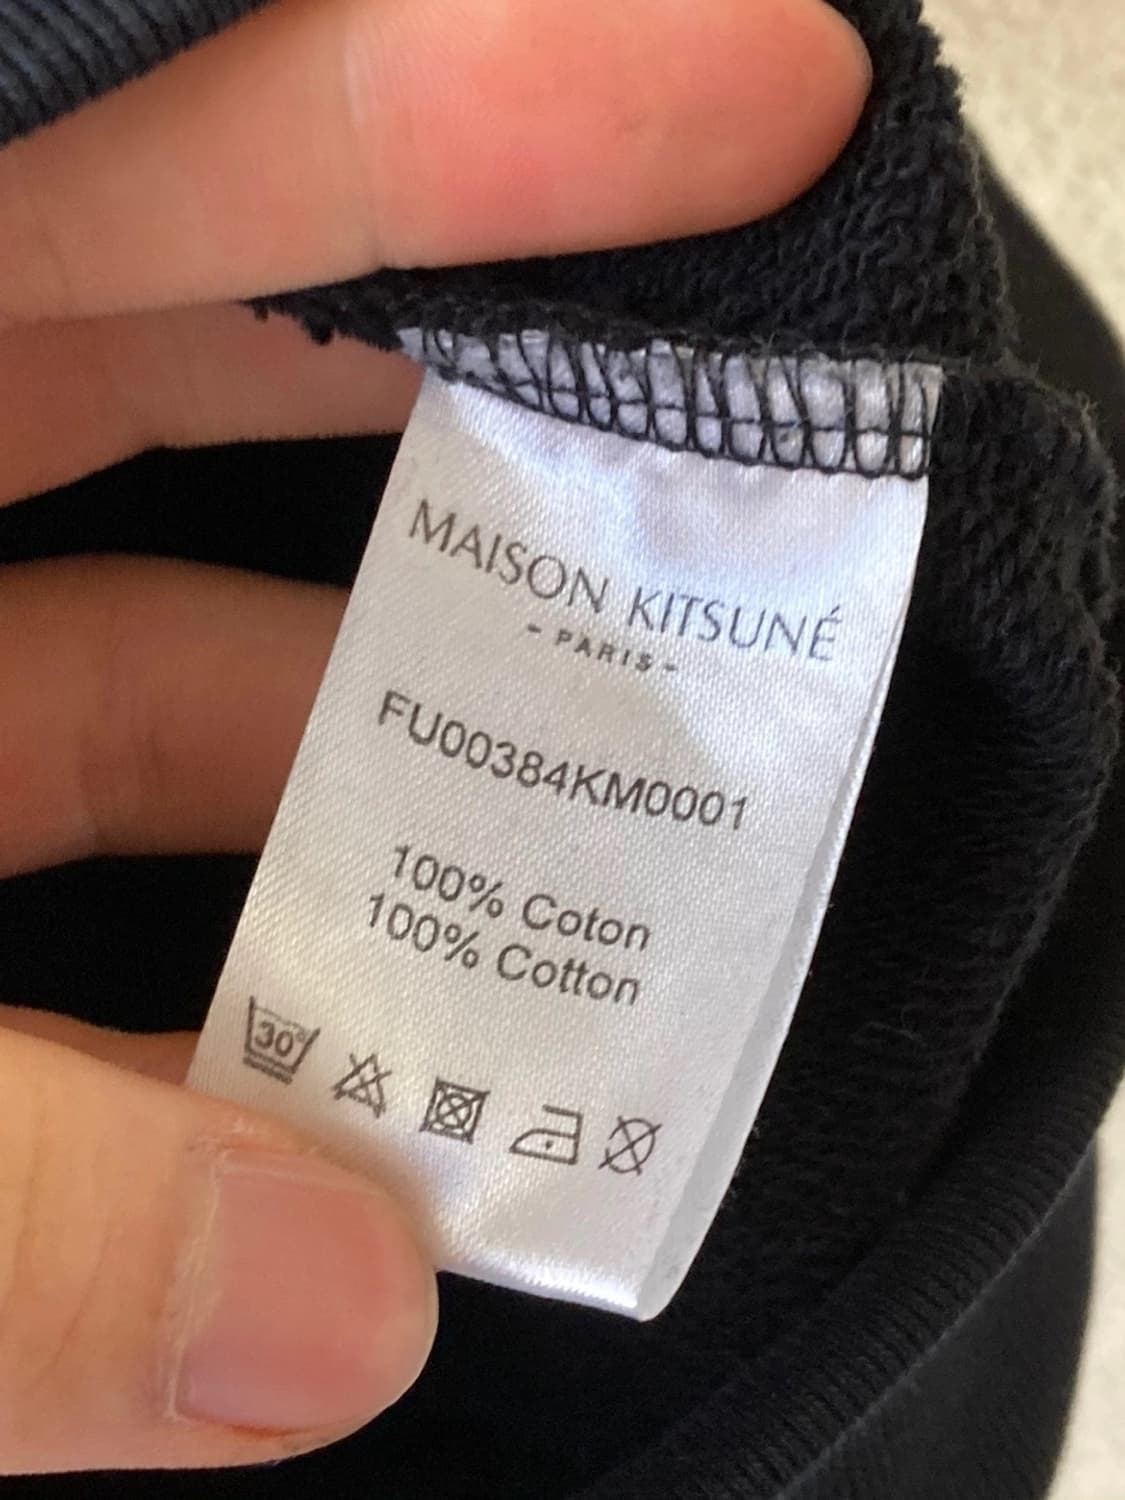 MAISON KITSUNÉ
- PARIS -
FU00384KM0001
100% Coton
100% Cotton
30°